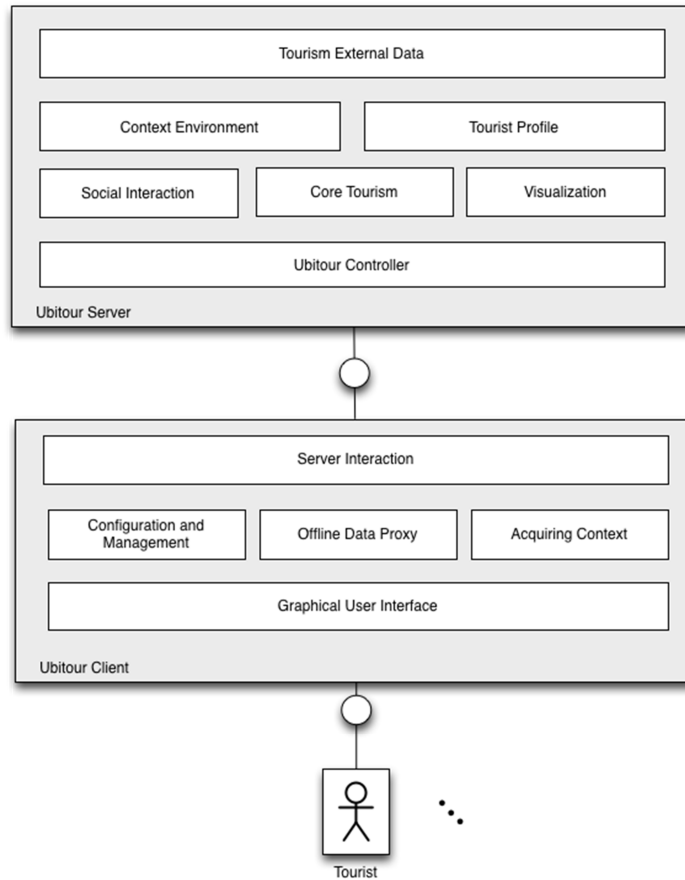 Tourism External Data
Context Environment
Tourist Profile
Social Interaction
Core Tourism
Visualization
Ubitour Controller
Ubitour Server
Server Interaction
Configuration and
Management
Offline Data Proxy
Acquiring Context
Graphical User Interface
Ubitour Client
Tourist